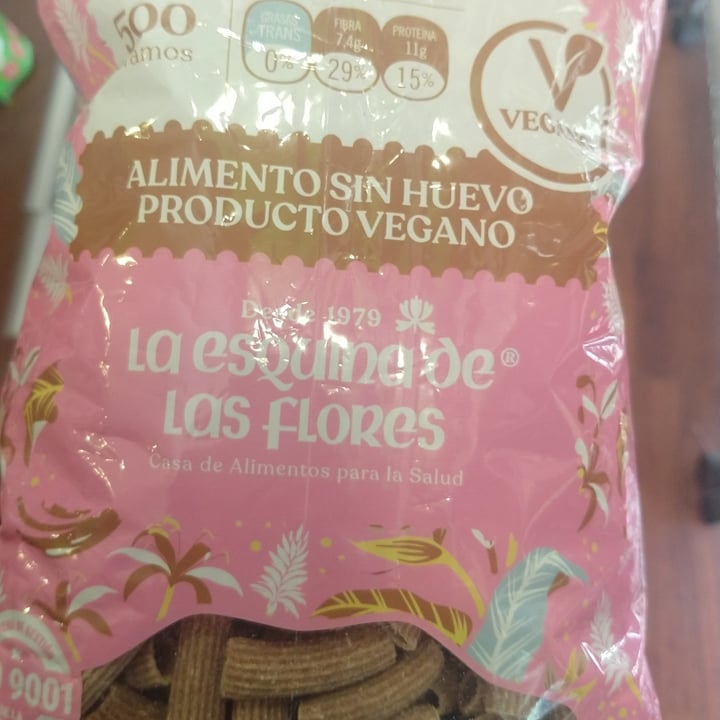 500
GRASAS
TRANS
0%
FIBRA
7,4g
29%
PROTEINA
11g
15%
V
ALIMENTO SIN HUEVO
PRODUCTO VEGANO
Desde 1979
La esquina de®
Las Flores
Casa de Alimentos para la Salud
9001